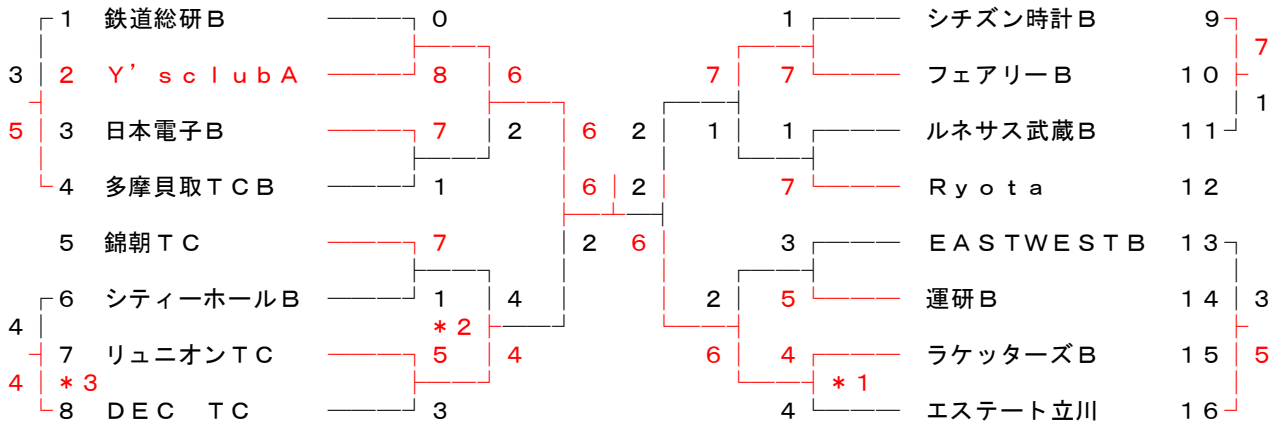 1 鉄道総研B 0 1 シチズン時計B 9
7
3 2 Y’sclubA 8 6 7 7 フェアリーB 10
1
5 3 日本電子B 7 2 6 2 1 1 ルネサス武蔵B 11
4 多摩貝取TCB 1 6 2 7 Ryota 12
5 錦朝TC 7 2 6 3 EASTWESTB 13
6 シティーホールB 1 4 2 5 運研B 14 3
4 *2
7 リュニオンTC 5 4 6 4 ラケッターズB 15 5
4 *3 *1
8 DEC TC 3 4 エステート立川 16